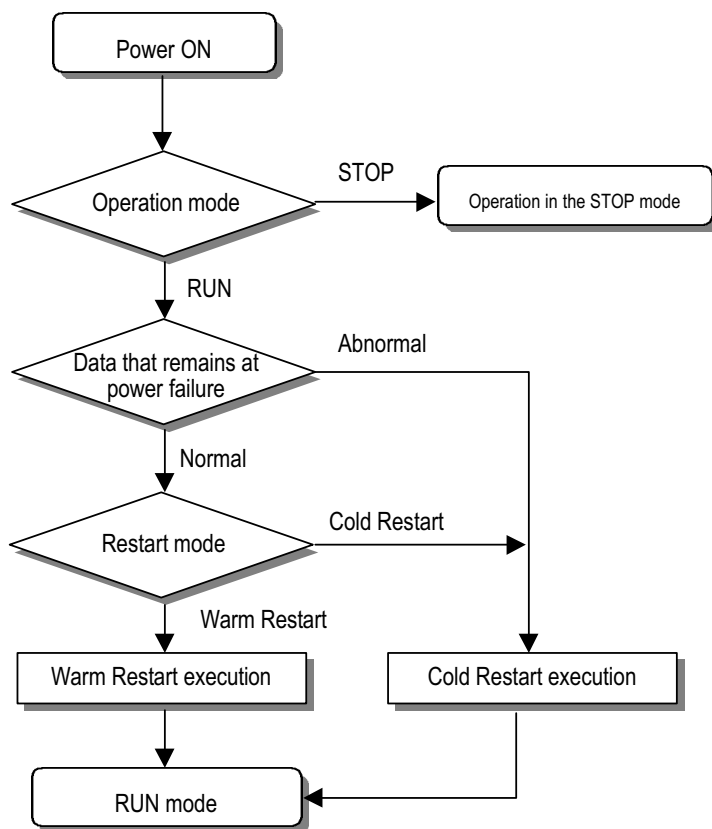 Power ON
Operation mode
STOP
Operation in the STOP mode
RUN
Data that remains at
power failure
Abnormal
Normal
Restart mode
Cold Restart
Warm Restart
Warm Restart execution
Cold Restart execution
RUN mode